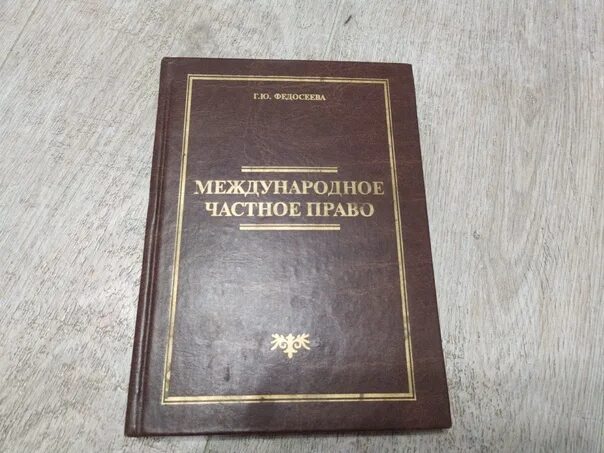 Г.Ю. ФЕДОСЕЕВА
МЕЖДУНАРОДНОЕ
ЧАСТНОЕ ПРАВО